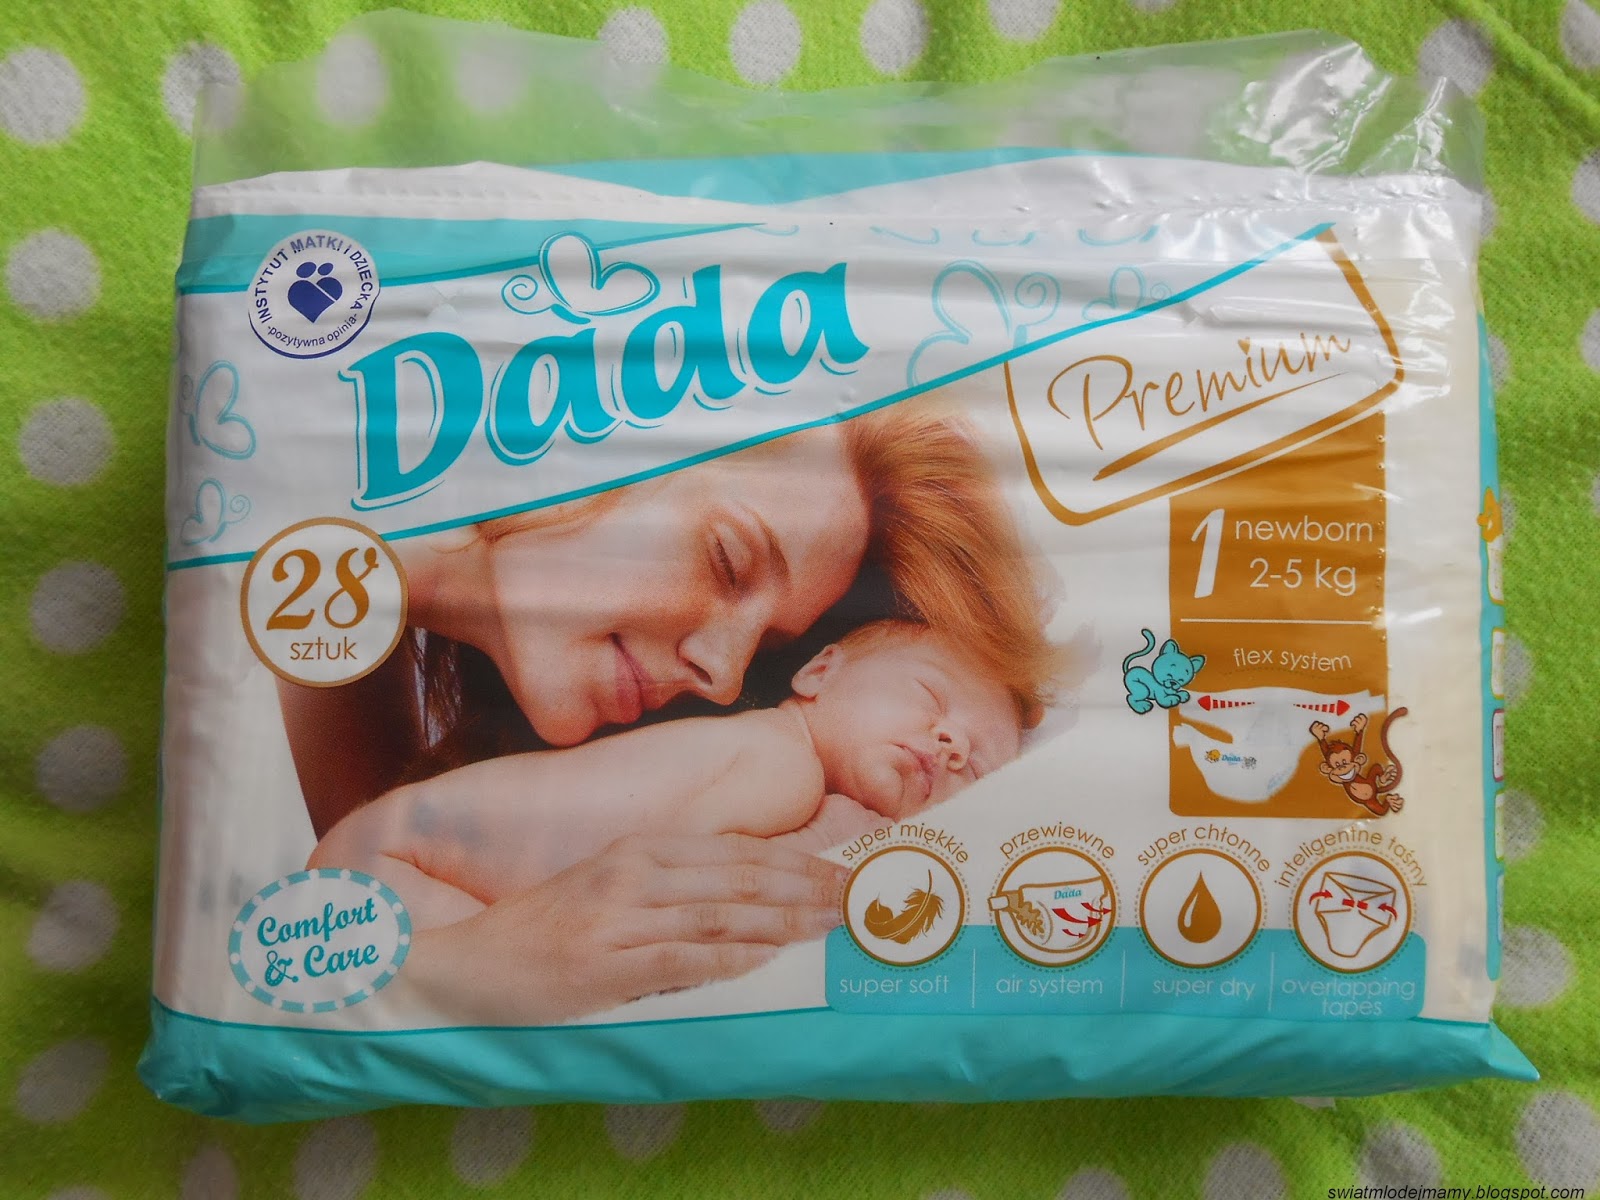 INSTYTUT MATKI I DZIECKA
-pozytywna opinia-
Dada
Premium
28
sztuk
1
newborn
2-5 kg
flex system
Dada
Comfort
& Care
super miękkie
przewiewne
super chłonne
inteligentne taśmy
Dada
super soft
air system
super dry
overlapping
tapes
swiatmlodejmamy.blogspot.com